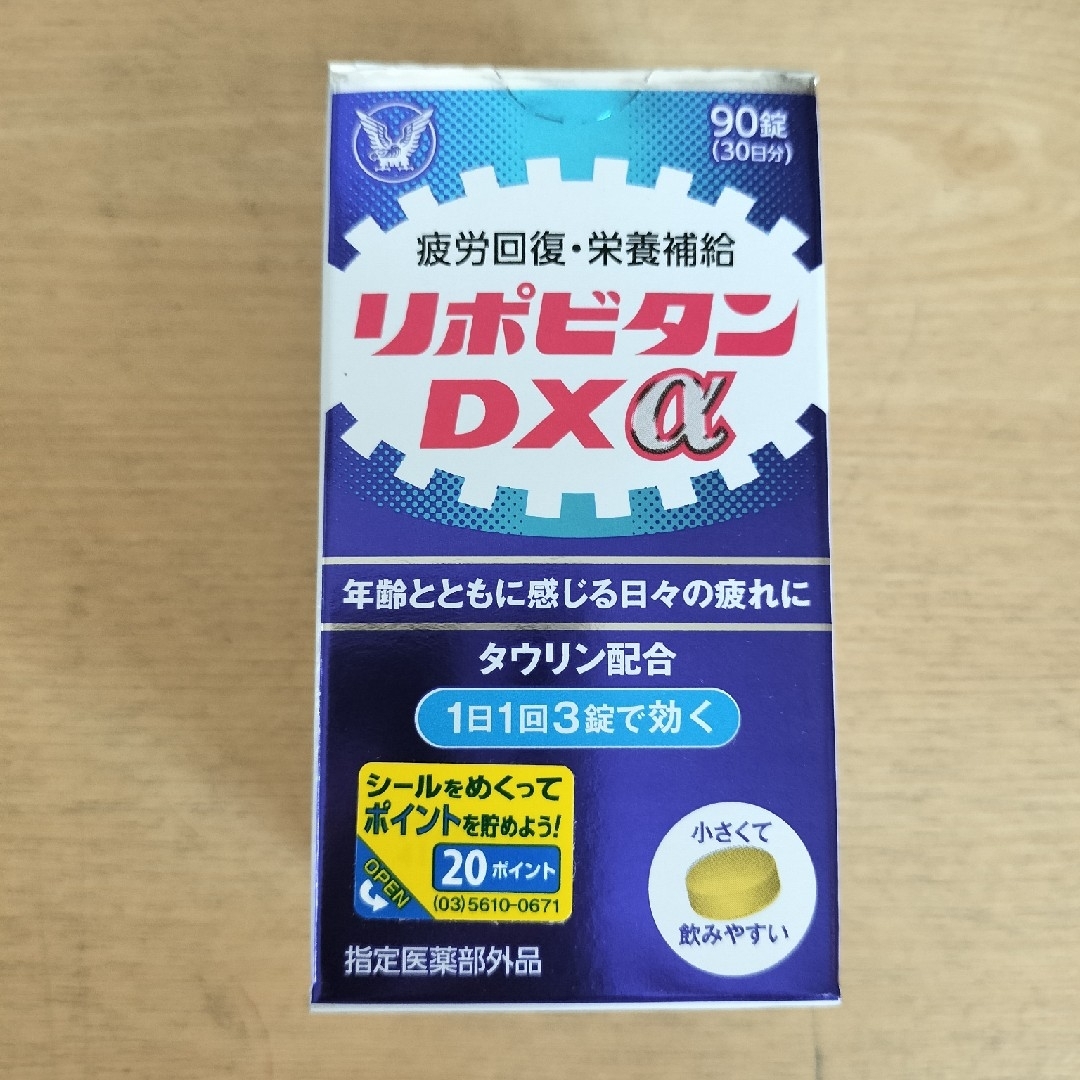 90錠
(30日分)
疲労回復・栄養補給
リポビタン
DXα
年齢とともに感じる日々の疲れに
タウリン配合
1日1回3錠で効く
シールをめくって
ポイントを貯めよう!
20ポイント
OPEN
(03)5610-0671
小さくて
飲みやすい
指定医薬部外品